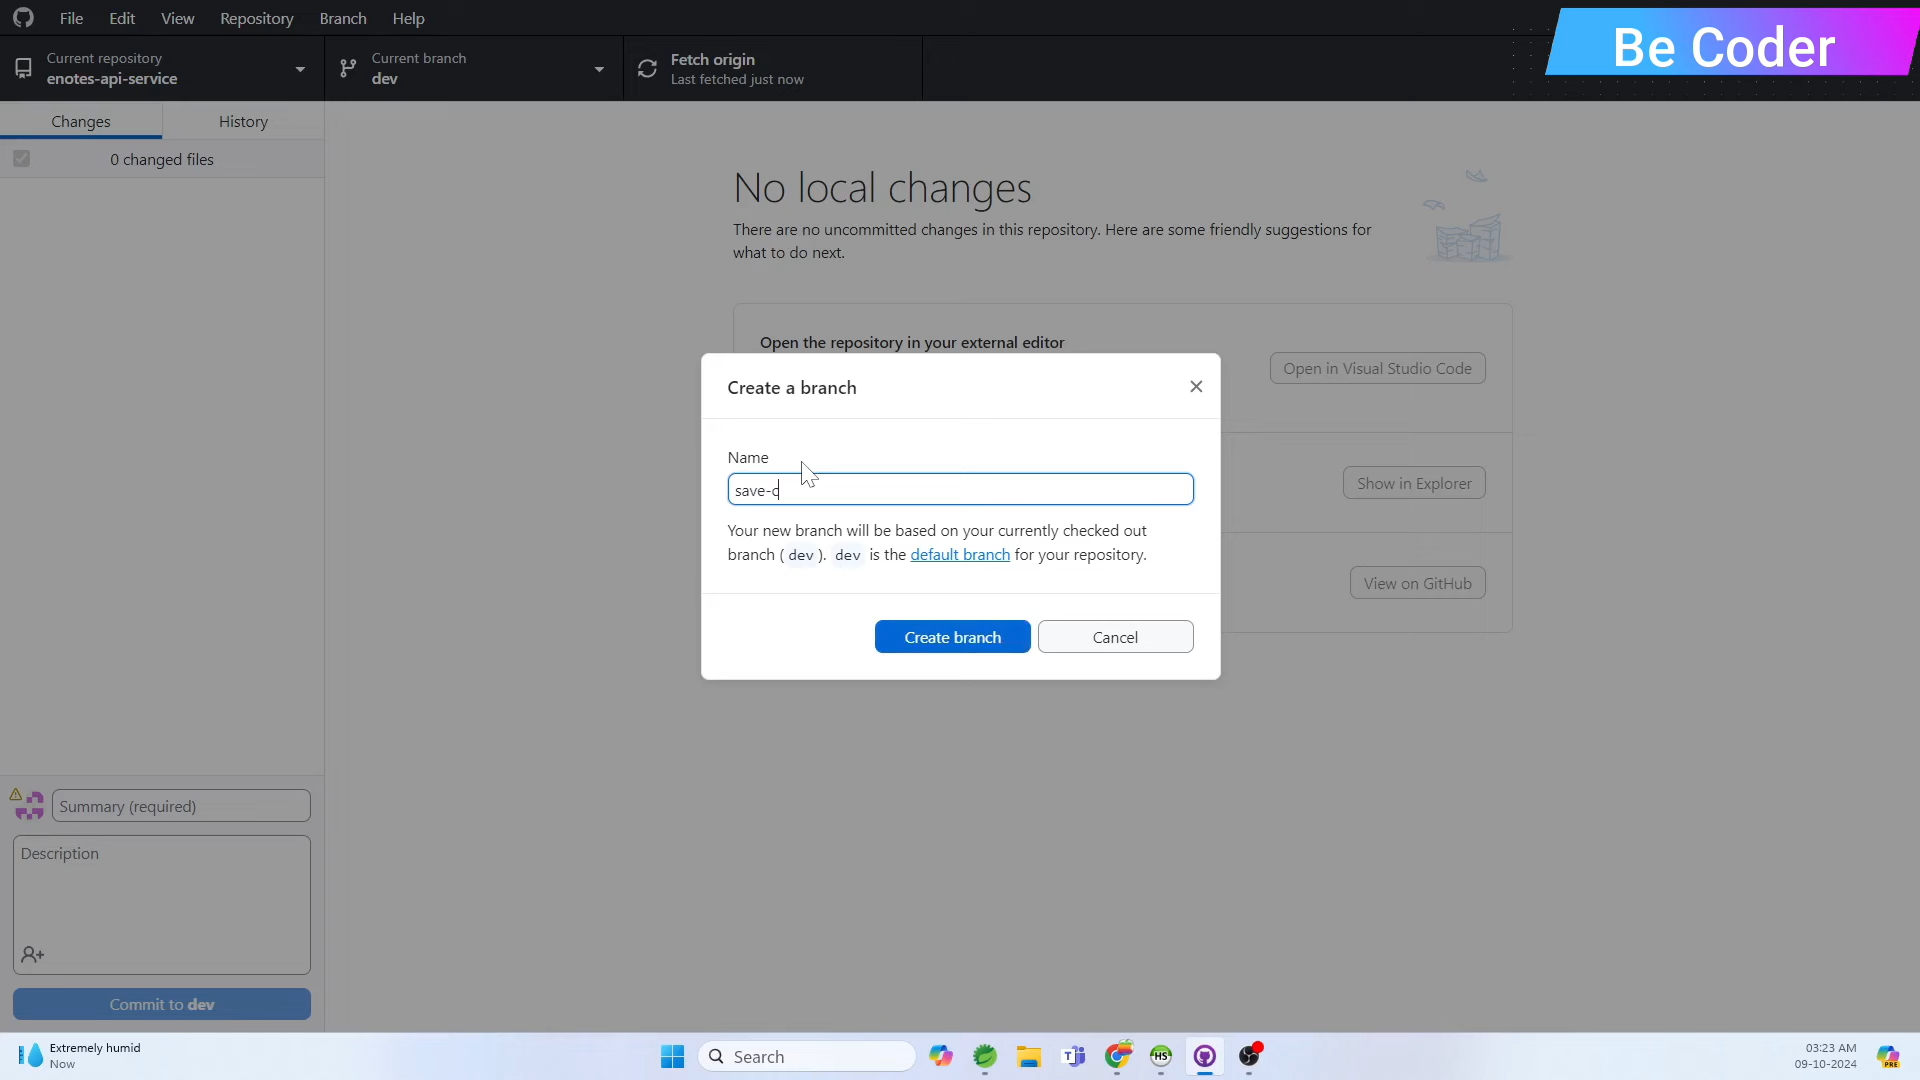 File Edit View Repository Branch Help
Be Coder
Current repository
enotes-api-service
Current branch
dev
Fetch origin
Last fetched just now
Changes
History
0 changed files
No local changes
There are no uncommitted changes in this repository. Here are some friendly suggestions for
what to do next.
Open the repository in your external editor
Open in Visual Studio Code
Create a branch
Name
save-c
Show in Explorer
Your new branch will be based on your currently checked out
branch ( dev ). dev is the default branch for your repository.
View on GitHub
Create branch
Cancel
Summary (required)
Description
Commit to dev
Extremely humid
Now
Search
HS
PRE
03:23 AM
09-10-2024